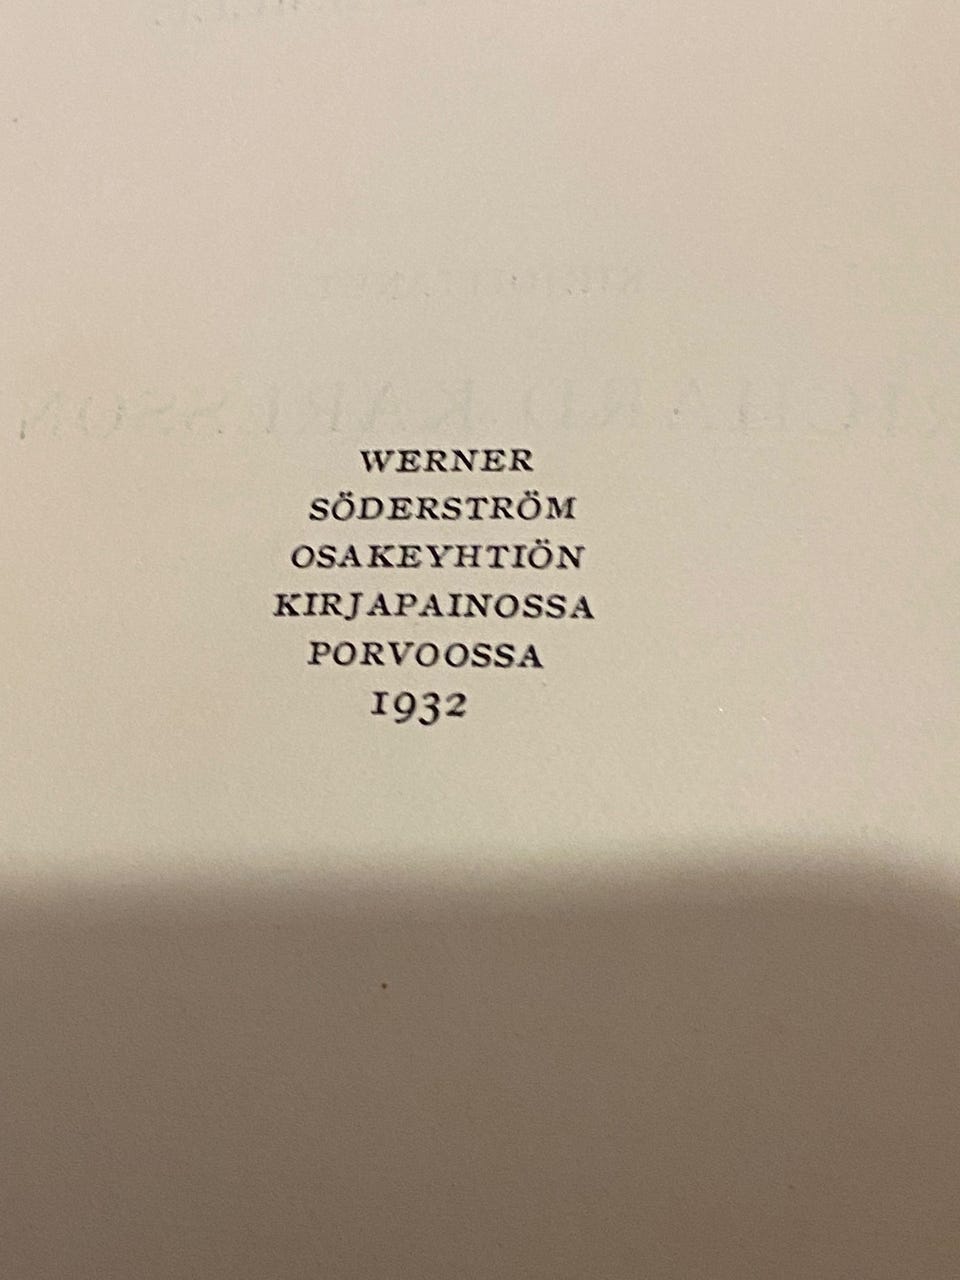 WERNER
SÖDERSTRÖM
OSAKEYHTIÖN
KIRJAPAINOSSA
PORVOOSSA
1932